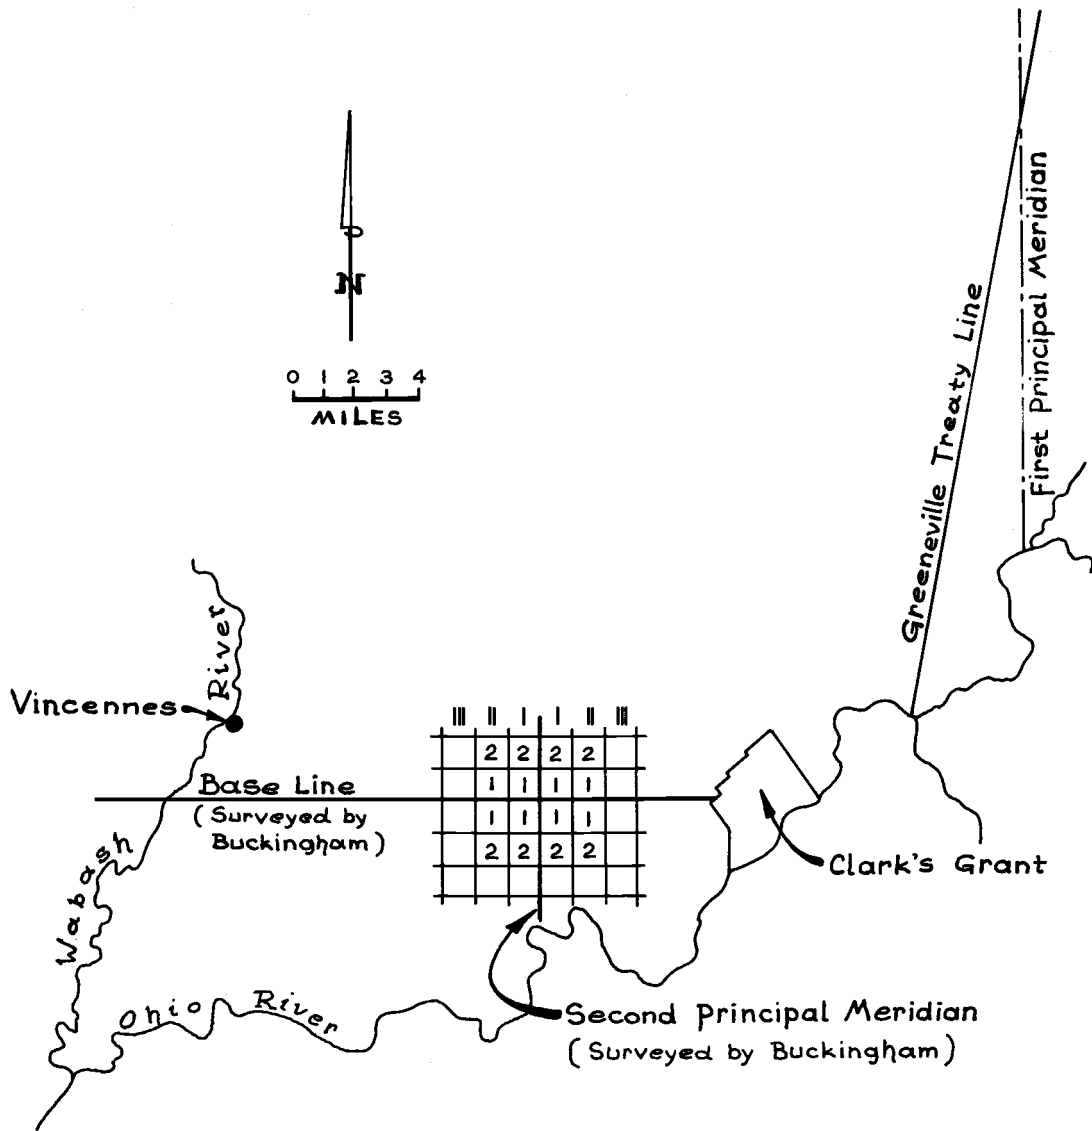 First Principal Meridian
Greeneville Treaty Line
N
0 1 2 3 4
MILES
River
Vincennes
III II I I II III
2 2 2 2
Base Line
1 1 1 1
(Surveyed by
Buckingham)
1 1 1 1
2 2 2 2
Clark's Grant
Wabash
Ohio River
Second Principal Meridian
(Surveyed by Buckingham)